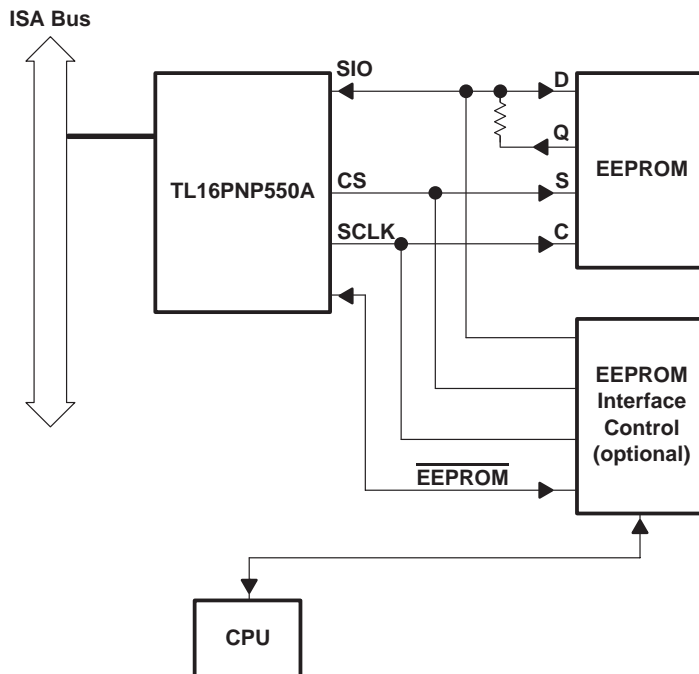 ISA Bus
SIO
D
Q
TL16PNP550A
EEPROM
CS
S
SCLK
C
EEPROM
Interface
Control
(optional)
EEPROM
CPU